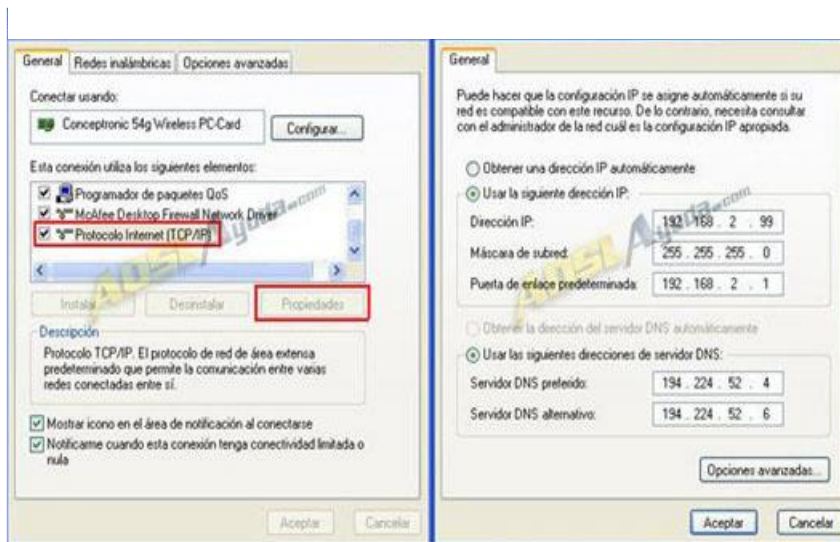 General
Redes inalámbricas
Opciones avanzadas
Conectar usando:
Conceptronic 54g Wireless PC-Card
Configurar...
Esta conexión utiliza los siguientes elementos:
Programador de paquetes QoS
McAfee Desktop Firewall Network Driver
Protocolo Internet (TCP/IP)
Instalar...
Desinstalar
Propiedades
Descripción
Protocolo TCP/IP. El protocolo de red de área extensa
predeterminado que permite la comunicación entre varias
redes conectadas entre sí.
Mostrar icono en el área de notificación al conectarse
Notificarme cuando esta conexión tenga conectividad limitada o
nula
Aceptar
Cancelar
ADSLAyuda.com
General
Puede hacer que la configuración IP se asigne automáticamente si su
red es compatible con este recurso. De lo contrario, necesita consultar
con el administrador de la red cuál es la configuración IP apropiada.
Obtener una dirección IP automáticamente
Usar la siguiente dirección IP:
Dirección IP: 192 . 168 . 2 . 99
Máscara de subred: 255 . 255 . 255 . 0
Puerta de enlace predeterminada: 192 . 168 . 2 . 1
Obtener la dirección del servidor DNS automáticamente
Usar las siguientes direcciones de servidor DNS:
Servidor DNS preferido: 194 . 224 . 52 . 4
Servidor DNS alternativo: 194 . 224 . 52 . 6
Opciones avanzadas...
Aceptar
Cancelar
ADSLAyuda.com